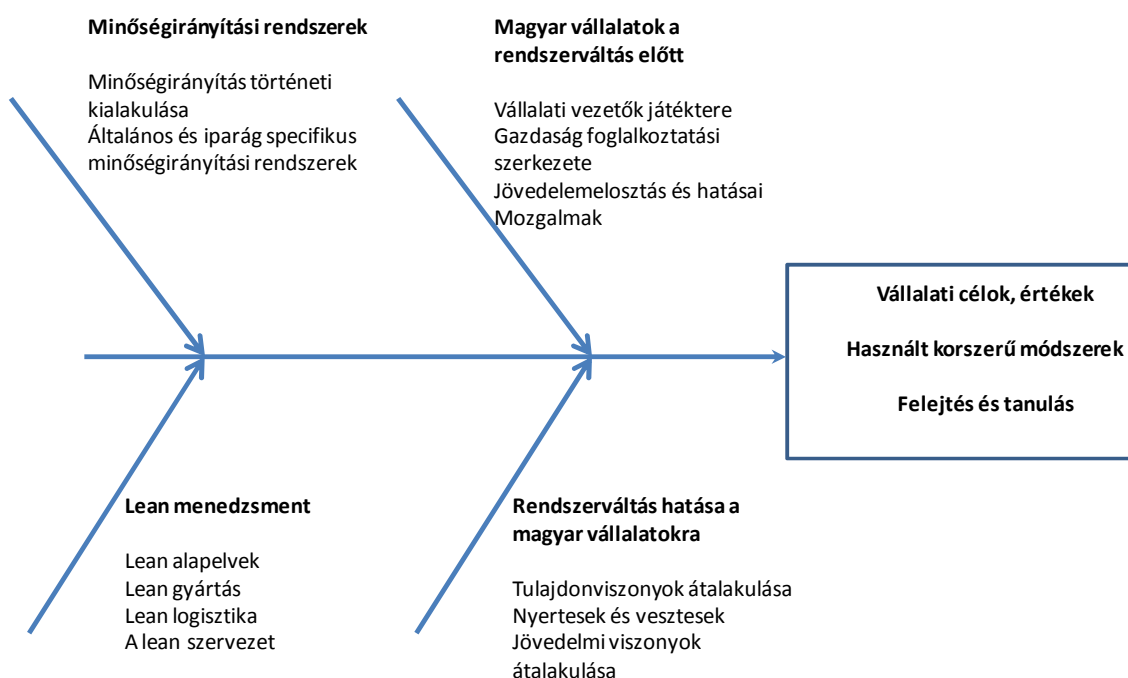 Minőségirányítási rendszerek
Minőségirányítás történeti
kialakulása
Általános és iparág specifikus
minőségirányítási rendszerek
Magyar vállalatok a
rendszerváltás előtt
Vállalati vezetők játéktere
Gazdaság foglalkoztatási
szerkezete
Jövedelemelosztás és hatásai
Mozgalmak
Vállalati célok, értékek
Használt korszerű módszerek
Felejtés és tanulás
Lean menedzsment
Lean alapelvek
Lean gyártás
Lean logisztika
A lean szervezet
Rendszerváltás hatása a
magyar vállalatokra
Tulajdonviszonyok átalakulása
Nyertesek és vesztesek
Jövedelmi viszonyok
átalakulása